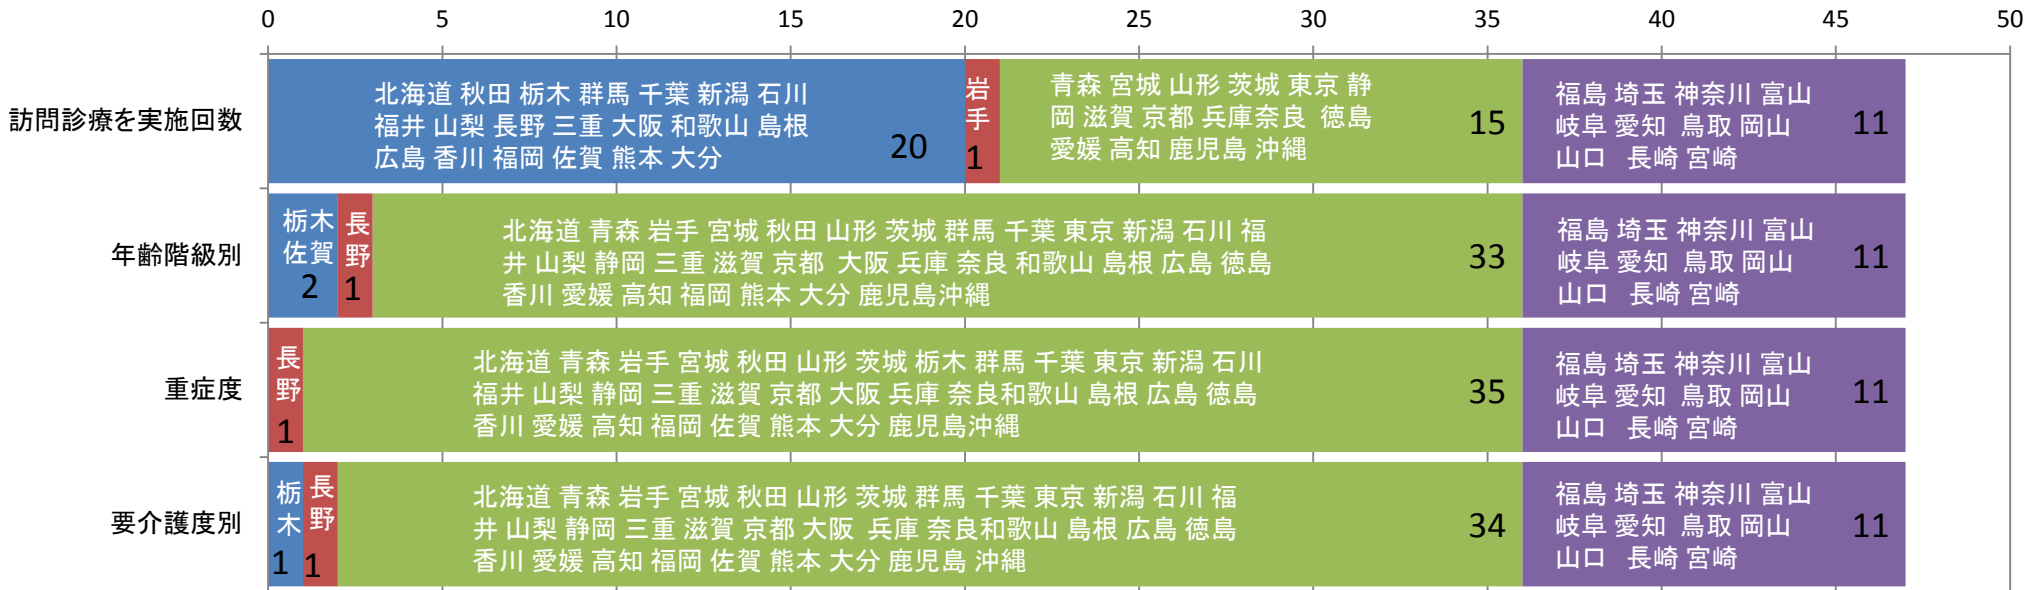 0 5 10 15 20 25 30 35 40 45 50
訪問診療を実施回数
北海道 秋田 栃木 群馬 千葉 新潟 石川
福井 山梨 長野 三重 大阪 和歌山 島根
広島 香川 福岡 佐賀 熊本 大分
20
岩
手
1
青森 宮城 山形 茨城 東京 静
岡 滋賀 京都 兵庫奈良 徳島
愛媛 高知 鹿児島 沖縄
15
福島 埼玉 神奈川 富山
岐阜 愛知 鳥取 岡山
山口 長崎 宮崎
11
年齢階級別
栃木
佐賀
2
長
野
1
北海道 青森 岩手 宮城 秋田 山形 茨城 群馬 千葉 東京 新潟 石川 福
井 山梨 静岡 三重 滋賀 京都 大阪 兵庫 奈良 和歌山 島根 広島 徳島
香川 愛媛 高知 福岡 熊本 大分 鹿児島沖縄
33
福島 埼玉 神奈川 富山
岐阜 愛知 鳥取 岡山
山口 長崎 宮崎
11
重症度
長
野
1
北海道 青森 岩手 宮城 秋田 山形 茨城 栃木 群馬 千葉 東京 新潟 石川
福井 山梨 静岡 三重 滋賀 京都 大阪 兵庫 奈良和歌山 島根 広島 徳島
香川 愛媛 高知 福岡 佐賀 熊本 大分 鹿児島沖縄
35
福島 埼玉 神奈川 富山
岐阜 愛知 鳥取 岡山
山口 長崎 宮崎
11
要介護度別
栃
木
1
長
野
1
北海道 青森 岩手 宮城 秋田 山形 茨城 群馬 千葉 東京 新潟 石川 福
井 山梨 静岡 三重 滋賀 京都 大阪 兵庫 奈良和歌山 島根 広島 徳島
香川 愛媛 高知 福岡 佐賀 熊本 大分 鹿児島 沖縄
34
福島 埼玉 神奈川 富山
岐阜 愛知 鳥取 岡山
山口 長崎 宮崎
11